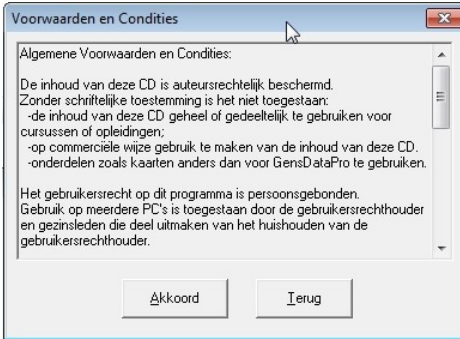 Voorwaarden en Condities
Algemene Voorwaarden en Condities:
De inhoud van deze CD is auteursrechtelijk beschermd.
Zonder schriftelijke toestemming is het niet toegestaan:
-de inhoud van deze CD geheel of gedeeltelijk te gebruiken voor
cursussen of opleidingen;
-op commerciële wijze gebruik te maken van de inhoud van deze CD.
-onderdelen zoals kaarten anders dan voor GensDataPro te gebruiken.
Het gebruikersrecht op dit programma is persoonsgebonden.
Gebruik op meerdere PC's is toegestaan door de gebruikersrechthouder
en gezinsleden die deel uitmaken van het huishouden van de
gebruikersrechthouder.
Akkoord
Terug